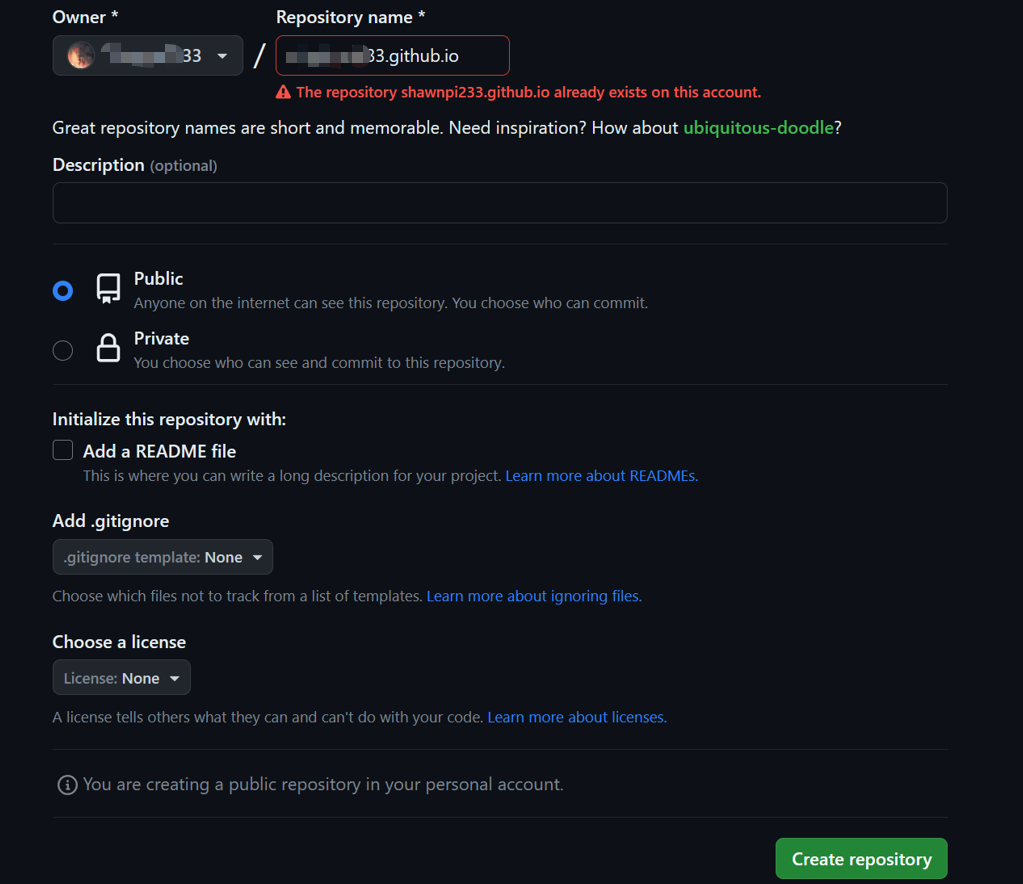 Owner *
Repository name *
33
/
33.github.io
The repository shawnpi233.github.io already exists on this account.
Great repository names are short and memorable. Need inspiration? How about ubiquitous-doodle?
Description (optional)
Public
Anyone on the internet can see this repository. You choose who can commit.
Private
You choose who can see and commit to this repository.
Initialize this repository with:
Add a README file
This is where you can write a long description for your project. Learn more about READMEs.
Add .gitignore
.gitignore template: None
Choose which files not to track from a list of templates. Learn more about ignoring files.
Choose a license
License: None
A license tells others what they can and can't do with your code. Learn more about licenses.
You are creating a public repository in your personal account.
Create repository